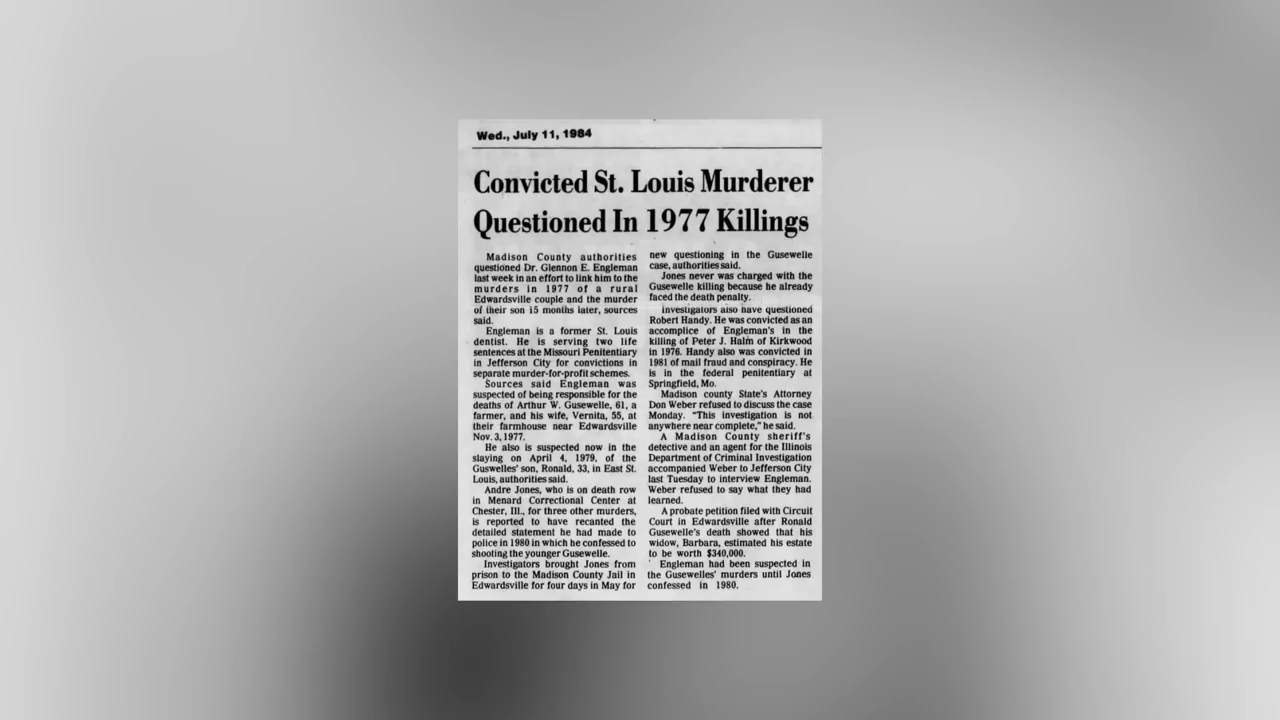 Wed., July 11, 1984
Convicted St. Louis Murderer
Questioned In 1977 Killings
Madison County authorities
questioned Dr. Glennon E. Engleman
last week in an effort to link him to the
murders in 1977 of a rural
Edwardsville couple and the murder
of their son 15 months later, sources
said.
Engleman is a former St. Louis
dentist. He is serving two life
sentences at the Missouri Penitentiary
in Jefferson City for convictions in
separate murder-for-profit schemes.
Sources said Engleman was
suspected of being responsible for the
deaths of Arthur W. Gusewelle, 61, a
farmer, and his wife, Vernita, 55, at
their farmhouse near Edwardsville
Nov. 3, 1977.
He also is suspected now in the
slaying on April 4, 1979, of the
Guswelles' son, Ronald, 33, in East St.
Louis, authorities said.
Andre Jones, who is on death row
in Menard Correctional Center at
Chester, Ill., for three other murders,
is reported to have recanted the
detailed statement he had made to
police in 1980 in which he confessed to
shooting the younger Gusewelle.
Investigators brought Jones from
prison to the Madison County Jail in
Edwardsville for four days in May for
new questioning in the Gusewelle
case, authorities said.
Jones never was charged with the
Gusewelle killing because he already
faced the death penalty.
Investigators also have questioned
Robert Handy. He was convicted as an
accomplice of Engleman's in the
killing of Peter J. Halm of Kirkwood
in 1976. Handy also was convicted in
1981 of mail fraud and conspiracy. He
is in the federal penitentiary at
Springfield, Mo.
Madison county State's Attorney
Don Weber refused to discuss the case
Monday. "This investigation is not
anywhere near complete," he said.
A Madison County sheriff's
detective and an agent for the Illinois
Department of Criminal Investigation
accompanied Weber to Jefferson City
last Tuesday to interview Engleman.
Weber refused to say what they had
learned.
A probate petition filed with Circuit
Court in Edwardsville after Ronald
Gusewelle's death showed that his
widow, Barbara, estimated his estate
to be worth $340,000.
Engleman had been suspected in
the Gusewelles' murders until Jones
confessed in 1980.